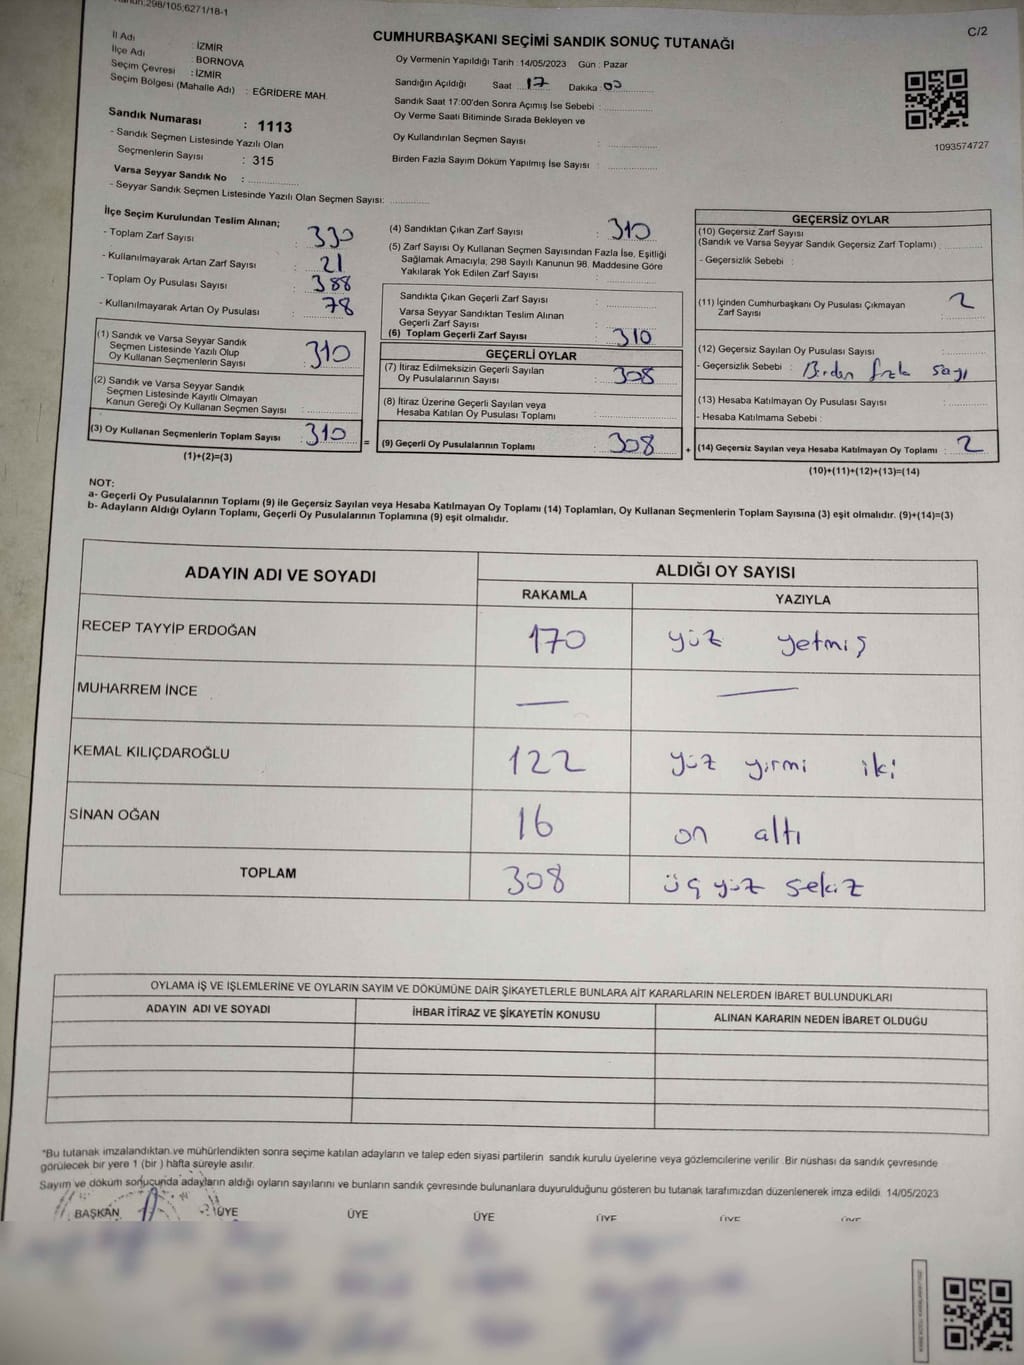 Kanun:298/105;6271/18-1
C/2
CUMHURBAŞKANI SEÇİMİ SANDIK SONUÇ TUTANAĞI
İl Adı : İZMİR
İlçe Adı : BORNOVA
Seçim Çevresi : İZMİR
Seçim Bölgesi (Mahalle Adı) : EĞRİDERE MAH.
Sandık Numarası : 1113
- Sandık Seçmen Listesinde Yazılı Olan
Seçmenlerin Sayısı : 315
Varsa Seyyar Sandık No :
- Seyyar Sandık Seçmen Listesinde Yazılı Olan Seçmen Sayısı:
Oy Vermenin Yapıldığı Tarih : 14/05/2023 Gün : Pazar
Sandığın Açıldığı Saat : 17 Dakika : 00
Sandık Saat 17:00'den Sonra Açımış İse Sebebi :
Oy Verme Saati Bitiminde Sırada Bekleyen ve
Oy Kullandırılan Seçmen Sayısı :
Birden Fazla Sayım Döküm Yapılmış İse Sayısı :
1093574727
İlçe Seçim Kurulundan Teslim Alınan;
- Toplam Zarf Sayısı : 330
- Kullanılmayarak Artan Zarf Sayısı : 21
- Toplam Oy Pusulası Sayısı : 388
- Kullanılmayarak Artan Oy Pusulası : 78
(1) Sandık ve Varsa Seyyar Sandık
Seçmen Listesinde Yazılı Olup
Oy Kullanan Seçmenlerin Sayısı : 310
(2) Sandık ve Varsa Seyyar Sandık
Seçmen Listesinde Kayıtlı Olmayan
Kanun Gereği Oy Kullanan Seçmen Sayısı :
(3) Oy Kullanan Seçmenlerin Toplam Sayısı : 310 =
(1)+(2)=(3)
(4) Sandıktan Çıkan Zarf Sayısı : 310
(5) Zarf Sayısı Oy Kullanan Seçmen Sayısından Fazla İse, Eşitliği
Sağlamak Amacıyla; 298 Sayılı Kanunun 98. Maddesine Göre
Yakılarak Yok Edilen Zarf Sayısı :
Sandıkta Çıkan Geçerli Zarf Sayısı :
Varsa Seyyar Sandıktan Teslim Alınan
Geçerli Zarf Sayısı :
(6) Toplam Geçerli Zarf Sayısı : 310
GEÇERLİ OYLAR
(7) İtiraz Edilmeksizin Geçerli Sayılan
Oy Pusulalarının Sayısı : 308
(8) İtiraz Üzerine Geçerli Sayılan veya
Hesaba Katılan Oy Pusulası Toplamı :
(9) Geçerli Oy Pusulalarının Toplamı : 308 +
GEÇERSİZ OYLAR
(10) Geçersiz Zarf Sayısı
(Sandık ve Varsa Seyyar Sandık Geçersiz Zarf Toplamı) :
- Geçersizlik Sebebi :
(11) İçinden Cumhurbaşkanı Oy Pusulası Çıkmayan
Zarf Sayısı : 2
(12) Geçersiz Sayılan Oy Pusulası Sayısı :
- Geçersizlik Sebebi : Birden fazla sayı
(13) Hesaba Katılmayan Oy Pusulası Sayısı :
- Hesaba Katılmama Sebebi :
(14) Geçersiz Sayılan veya Hesaba Katılmayan Oy Toplamı : 2
(10)+(11)+(12)+(13)=(14)
NOT:
a- Geçerli Oy Pusulalarının Toplamı (9) ile Geçersiz Sayılan veya Hesaba Katılmayan Oy Toplamı (14) Toplamları, Oy Kullanan Seçmenlerin Toplam Sayısına (3) eşit olmalıdır. (9)+(14)=(3)
b- Adayların Aldığı Oyların Toplamı, Geçerli Oy Pusulalarının Toplamına (9) eşit olmalıdır.
ADAYIN ADI VE SOYADI ALDIĞI OY SAYISI
RAKAMLA YAZIYLA
RECEP TAYYİP ERDOĞAN 170 yüz yetmiş
MUHARREM İNCE — —
KEMAL KILIÇDAROĞLU 122 yüz yirmi iki
SİNAN OĞAN 16 on altı
TOPLAM 308 üç yüz sekiz
OYLAMA İŞ VE İŞLEMLERİNE VE OYLARIN SAYIM VE DÖKÜMÜNE DAİR ŞİKAYETLERLE BUNLARA AİT KARARLARIN NELERDEN İBARET BULUNDUKLARI
ADAYIN ADI VE SOYADI İHBAR İTİRAZ VE ŞİKAYETİN KONUSU ALINAN KARARIN NEDEN İBARET OLDUĞU
*Bu tutanak imzalandıktan ve mühürlendikten sonra seçime katılan adayların ve talep eden siyasi partilerin sandık kurulu üyelerine veya gözlemcilerine verilir. Bir nüshası da sandık çevresinde
görülecek bir yere 1 (bir ) hafta süreyle asılır.
Sayım ve döküm sonucunda adayların aldığı oyların sayılarını ve bunların sandık çevresinde bulunanlara duyurulduğunu gösteren bu tutanak tarafımızdan düzenlenerek imza edildi. 14/05/2023
BAŞKAN ÜYE ÜYE ÜYE ÜYE ÜYE ÜYE